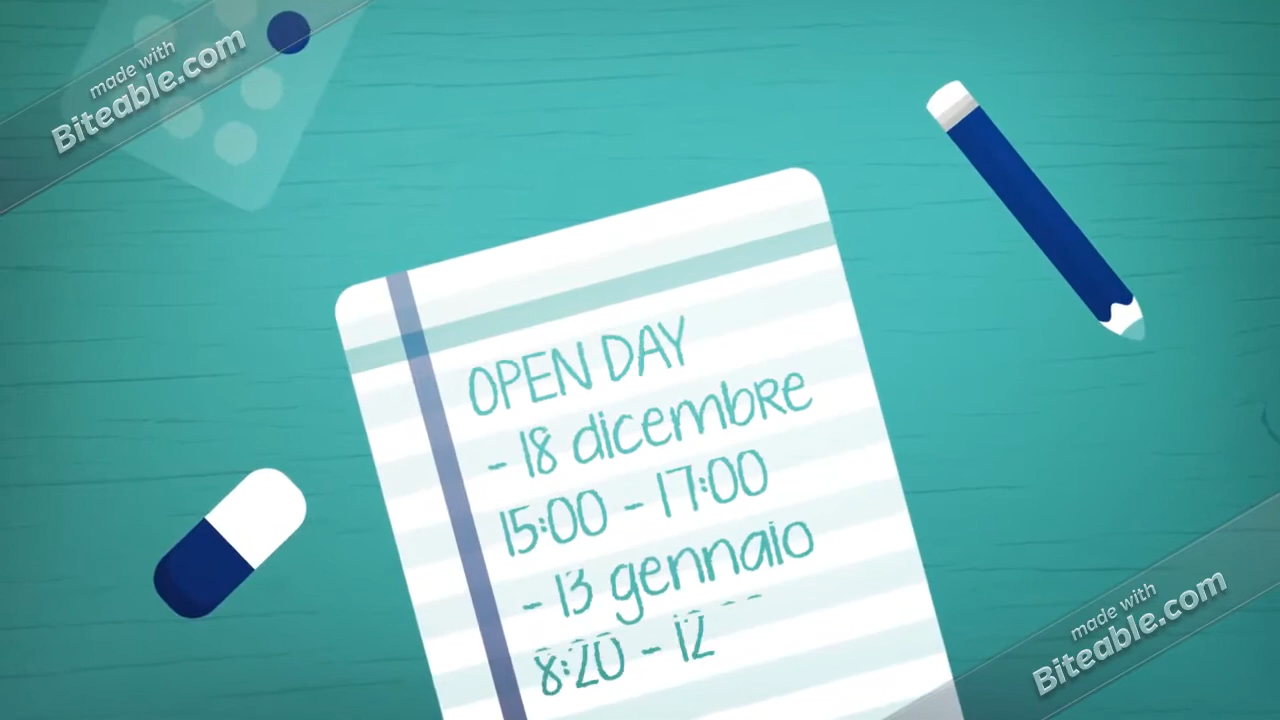 made with
Biteable.com
OPEN DAY
- 18 dicembre
15:00 - 17:00
- 13 gennaio
8:20 - 12
made with
Biteable.com